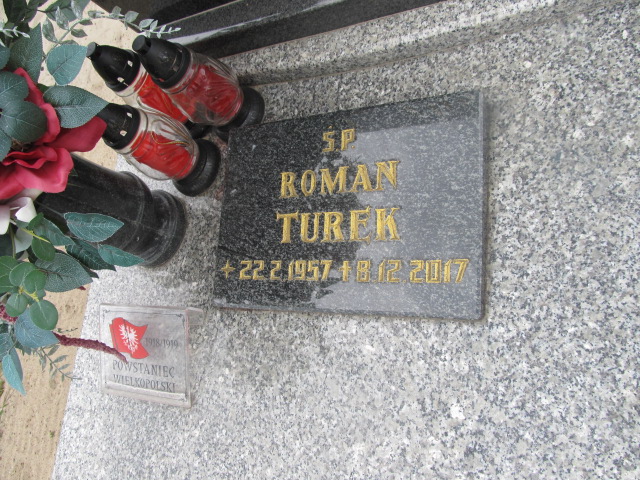 SP
ROMAN
TUREK
+ 22 2 1957 + 8 12 2017
1918/1919
POWSTANIEC
WIELKOPOLSKI